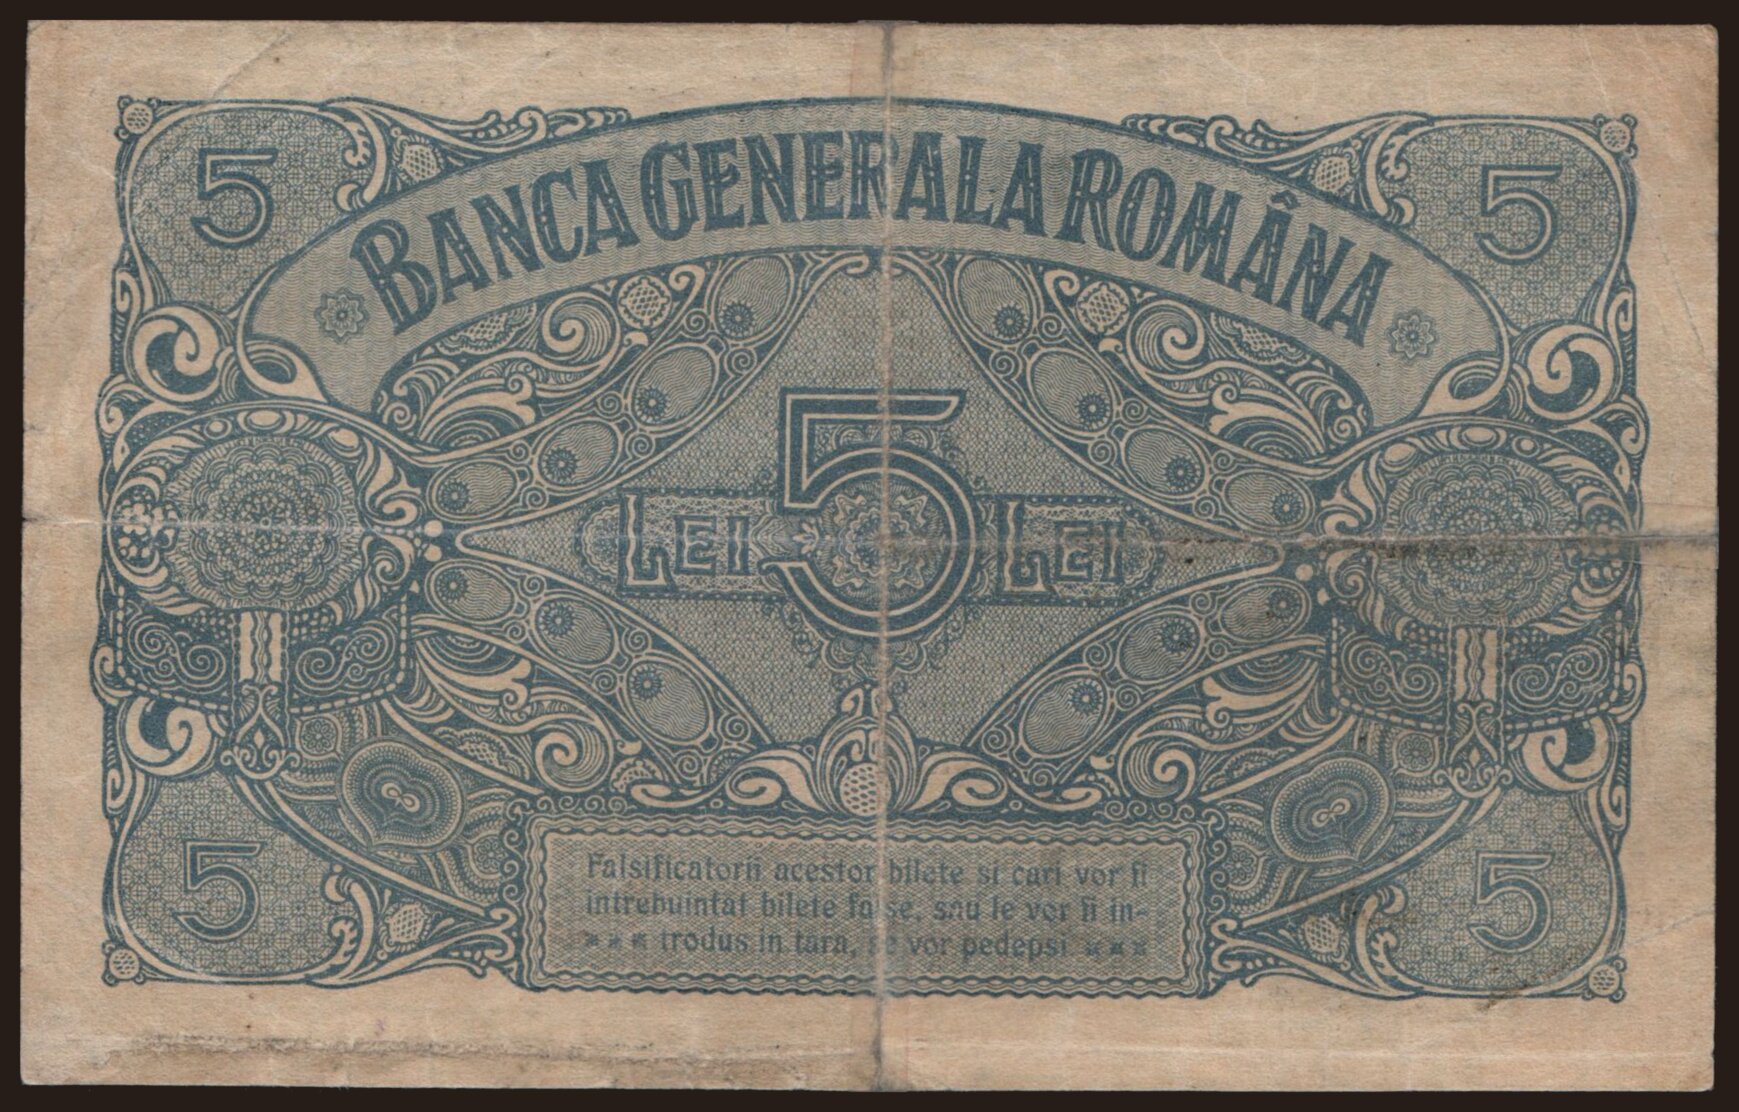 5 5
BANCA GENERALA ROMÂNA
LEI 5 LEI
5 5
Falsificatorii acestor bilete si cari vor fi
intrebuintat bilete false, sau le vor fi in-
*** trodus in tara, se vor pedepsi. ***